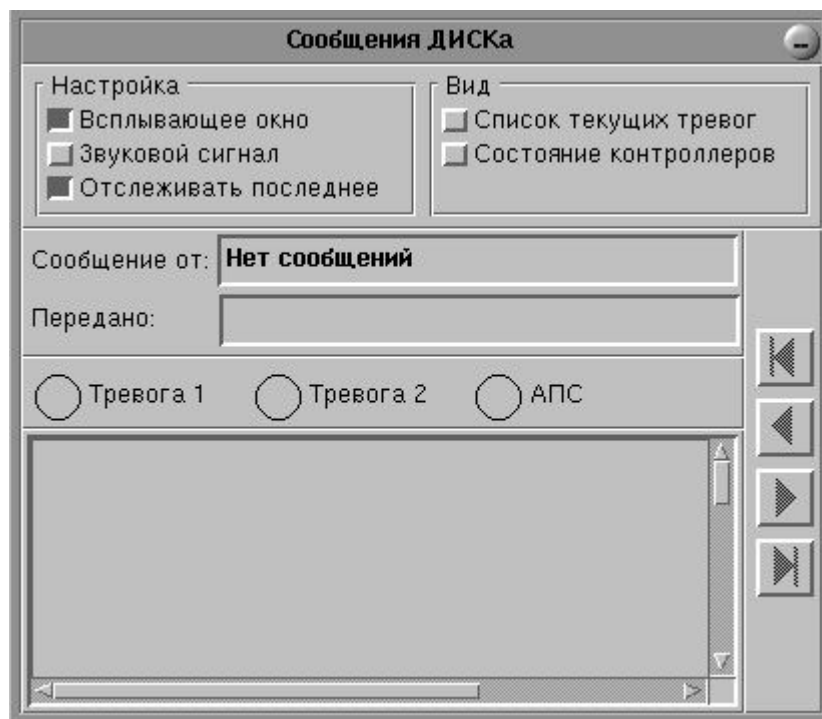 Сообщения ДИСКа
Настройка
Всплывающее окно
Звуковой сигнал
Отслеживать последнее
Вид
Список текущих тревог
Состояние контроллеров
Сообщение от: Нет сообщений
Передано:
Тревога 1 Тревога 2 АПС